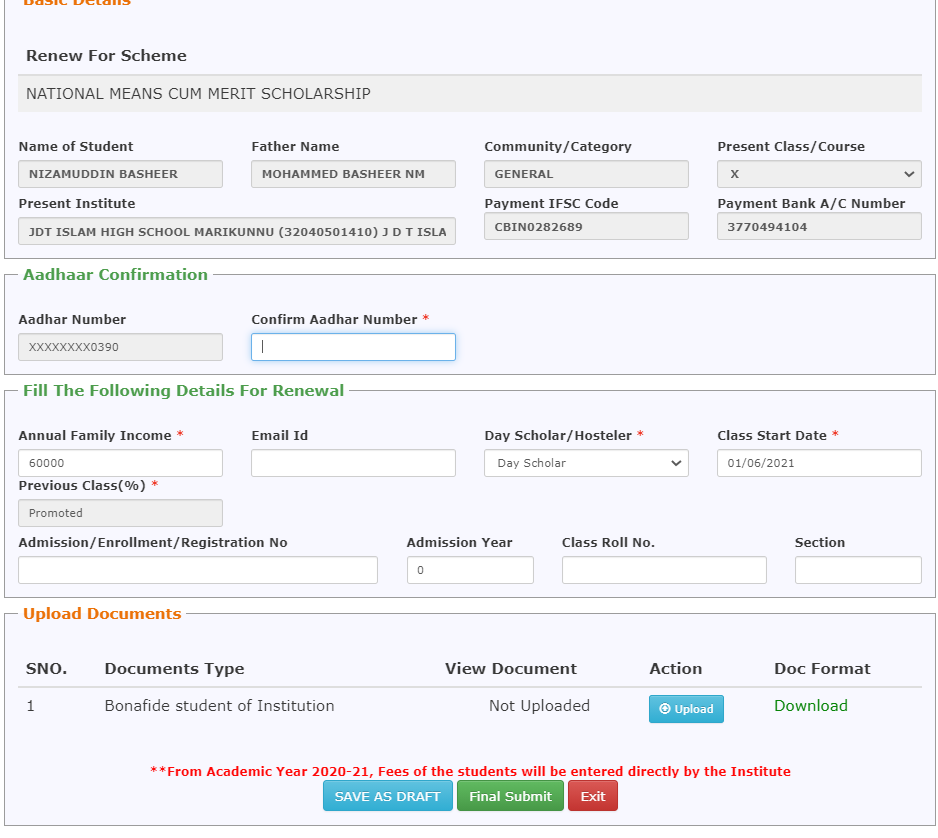 Basic Details
Renew For Scheme
NATIONAL MEANS CUM MERIT SCHOLARSHIP
Name of Student Father Name Community/Category Present Class/Course
NIZAMUDDIN BASHEER MOHAMMED BASHEER NM GENERAL X
Present Institute Payment IFSC Code Payment Bank A/C Number
JDT ISLAM HIGH SCHOOL MARIKUNNU (32040501410) J D T ISLA CBIN0282689 3770494104
Aadhaar Confirmation
Aadhar Number Confirm Aadhar Number *
XXXXXXXX0390
Fill The Following Details For Renewal
Annual Family Income * Email Id Day Scholar/Hosteler * Class Start Date *
60000 Day Scholar 01/06/2021
Previous Class(%) *
Promoted
Admission/Enrollment/Registration No Admission Year Class Roll No. Section
0
Upload Documents
SNO. Documents Type View Document Action Doc Format
1 Bonafide student of Institution Not Uploaded Upload Download
**From Academic Year 2020-21, Fees of the students will be entered directly by the Institute
SAVE AS DRAFT Final Submit Exit